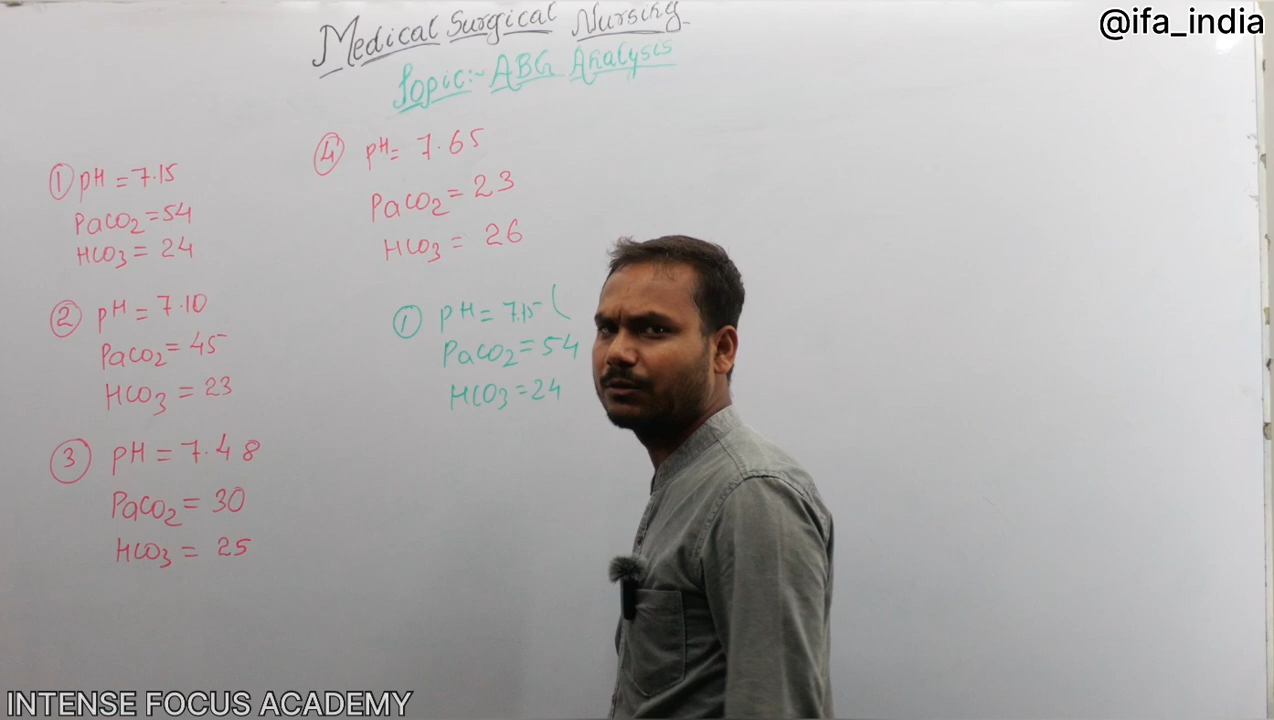 @ifa_india
Medical Surgical Nursing
Topic:- ABG Analysis
① pH = 7.15
PaCO2 = 54
HCO3 = 24
② pH = 7.10
PaCO2 = 45
HCO3 = 23
③ pH = 7.48
PaCO2 = 30
HCO3 = 25
④ pH = 7.65
PaCO2 = 23
HCO3 = 26
① pH = 7.15 (
PaCO2 = 54
HCO3 = 24
INTENSE FOCUS ACADEMY